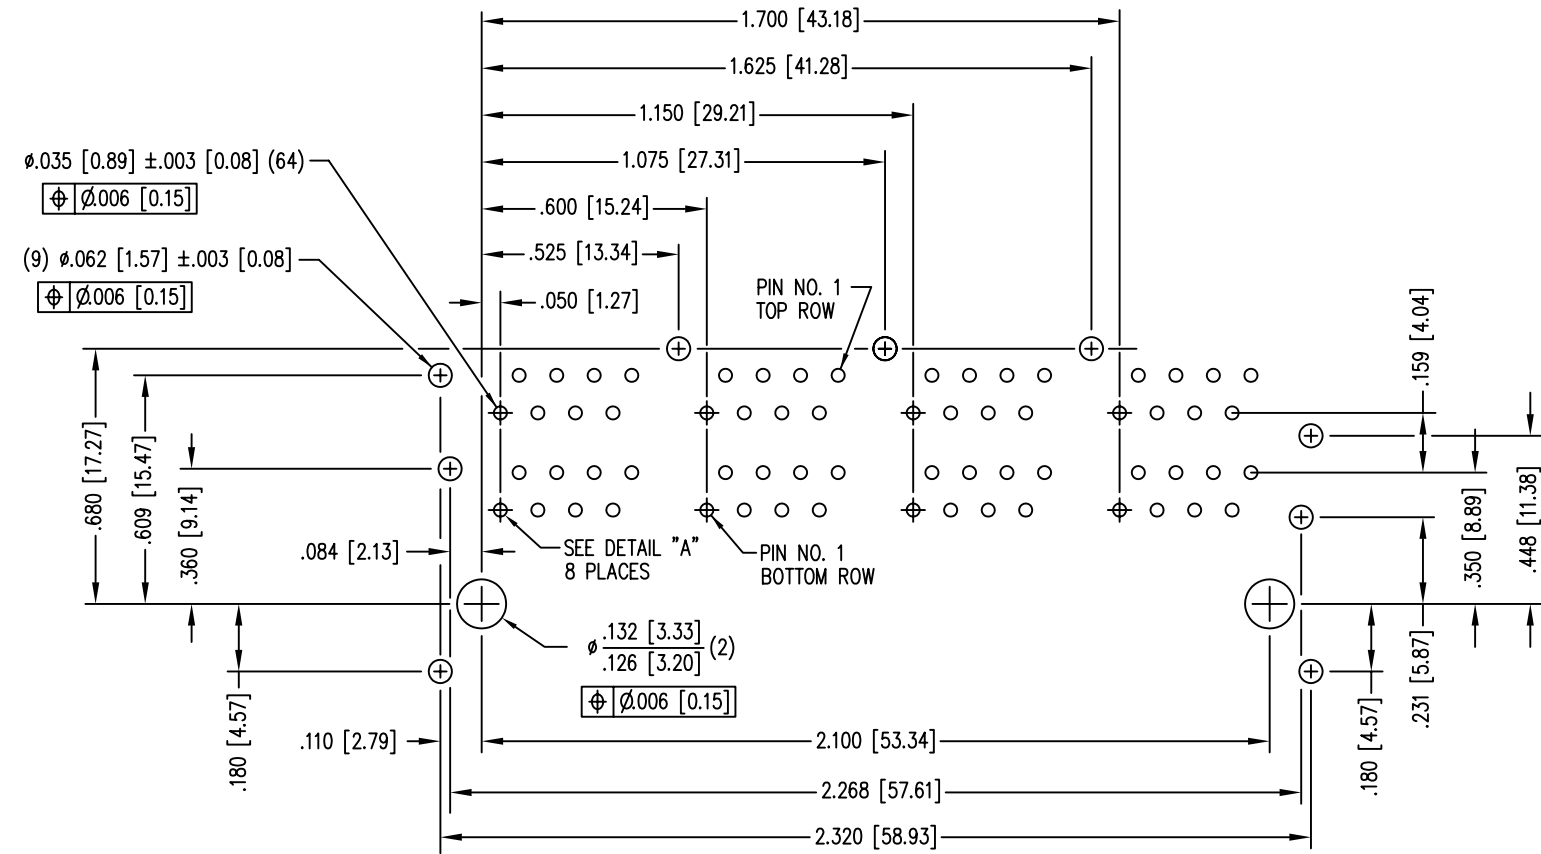 1.700 [43.18]
1.625 [41.28]
1.150 [29.21]
1.075 [27.31]
⌀.035 [0.89] ±.003 [0.08] (64)
⌖ ⌀.006 [0.15]
.600 [15.24]
.525 [13.34]
(9) ⌀.062 [1.57] ±.003 [0.08]
⌖ ⌀.006 [0.15]
.050 [1.27]
PIN NO. 1
TOP ROW
.159 [4.04]
.680 [17.27]
.609 [15.47]
.360 [9.14]
.448 [11.38]
.350 [8.89]
.084 [2.13]
SEE DETAIL "A"
8 PLACES
PIN NO. 1
BOTTOM ROW
⌀ .132 [3.33]
.126 [3.20] (2)
⌖ ⌀.006 [0.15]
.231 [5.87]
.180 [4.57]
.180 [4.57]
.110 [2.79]
2.100 [53.34]
2.268 [57.61]
2.320 [58.93]